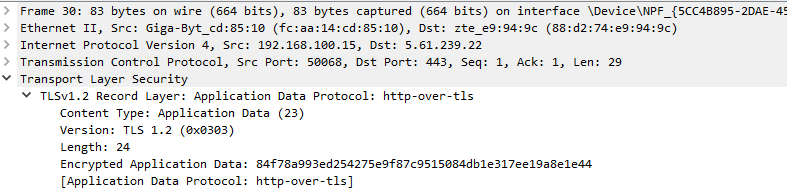 Frame 30: 83 bytes on wire (664 bits), 83 bytes captured (664 bits) on interface \Device\NPF_{5CC4B895-2DAE-45
Ethernet II, Src: Giga-Byt_cd:85:10 (fc:aa:14:cd:85:10), Dst: zte_e9:94:9c (88:d2:74:e9:94:9c)
Internet Protocol Version 4, Src: 192.168.100.15, Dst: 5.61.239.22
Transmission Control Protocol, Src Port: 50068, Dst Port: 443, Seq: 1, Ack: 1, Len: 29
Transport Layer Security
TLSv1.2 Record Layer: Application Data Protocol: http-over-tls
Content Type: Application Data (23)
Version: TLS 1.2 (0x0303)
Length: 24
Encrypted Application Data: 84f78a993ed254275e9f87c9515084db1e317ee19a8e1e44
[Application Data Protocol: http-over-tls]